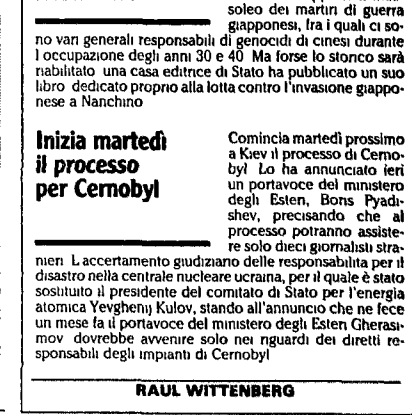 soleo dei martiri di guerra
giapponesi, fra i quali ci so-
no vari generali responsabili di genocidi di cinesi durante
l occupazione degli anni 30 e 40 Ma forse lo storico sarà
riabilitato una casa editrice di Stato ha pubblicato un suo
libro dedicato proprio alla lotta contro l'invasione giappo-
nese a Nanchino
Inizia martedì
il processo
per Cernobyl
Comincia martedì prossimo
a Kiev il processo di Cerno-
byl Lo ha annunciato ieri
un portavoce del ministero
degli Esteri, Boris Pyadi-
shev, precisando che al
processo potranno assiste-
re solo dieci giornalisti stra-
nieri L accertamento giudiziario delle responsabilità per il
disastro nella centrale nucleare ucraina, per il quale è stato
sostituito il presidente del comitato di Stato per l'energia
atomica Yevghenij Kulov, stando all'annuncio che ne fece
un mese fa il portavoce del ministero degli Esteri Gherasi-
mov dovrebbe avvenire solo nei riguardi dei diretti re-
sponsabili degli impianti di Cernobyl
RAUL WITTENBERG